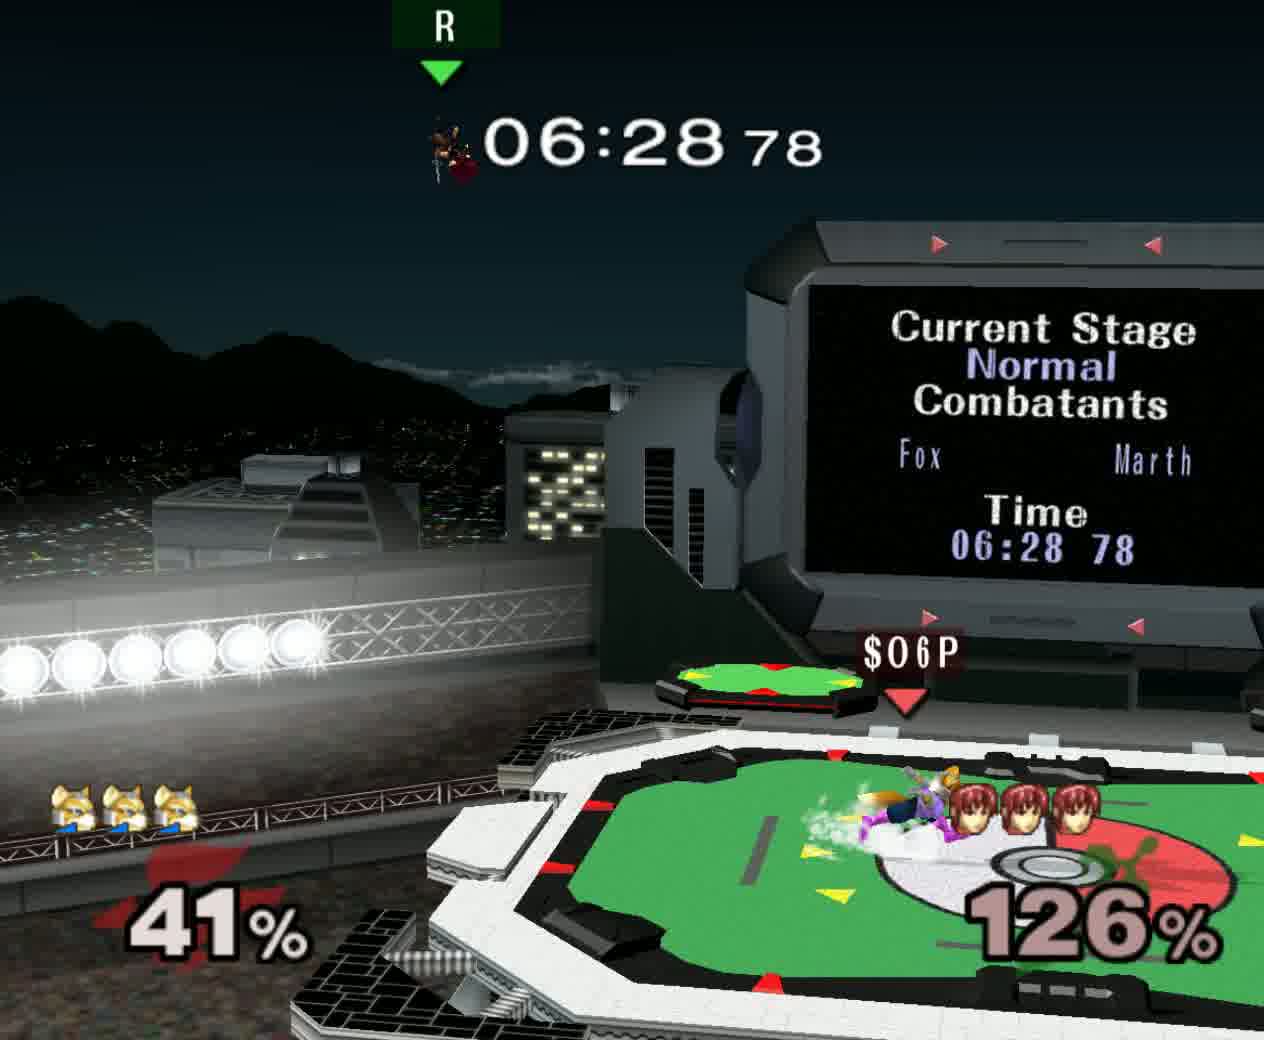 R
06:28 78
Current Stage
Normal
Combatants
Fox Marth
Time
06:28 78
$06P
41%
126%